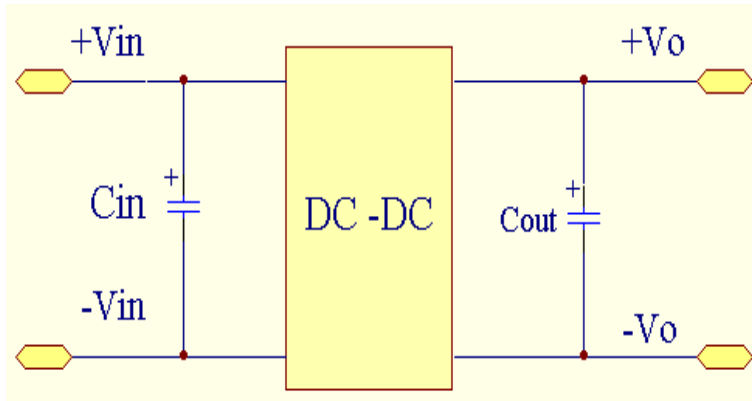 +Vin
+Vo
+
Cin
DC -DC
+
Cout
-Vin
-Vo